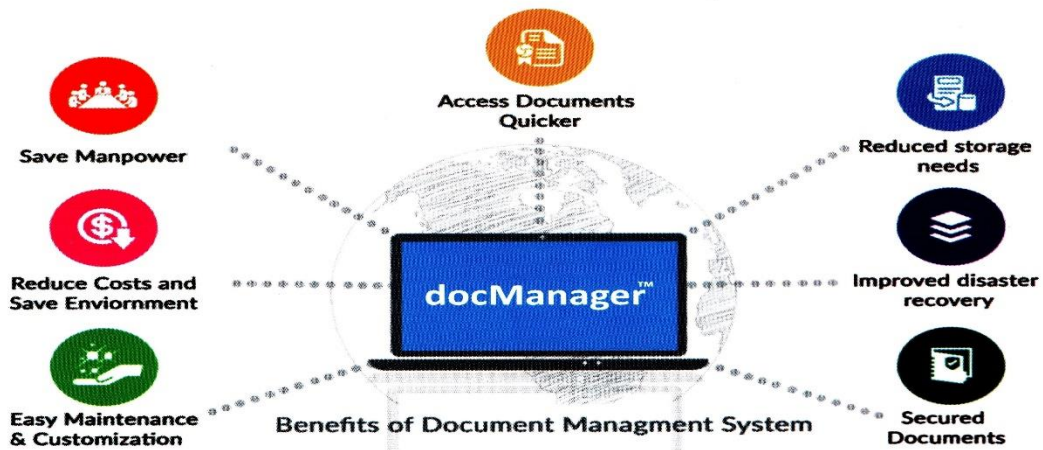 Access Documents
Quicker
Save Manpower
Reduced storage
needs
Reduce Costs and
Save Enviornment
docManager™
Improved disaster
recovery
Easy Maintenance
& Customization
Benefits of Document Managment System
Secured
Documents